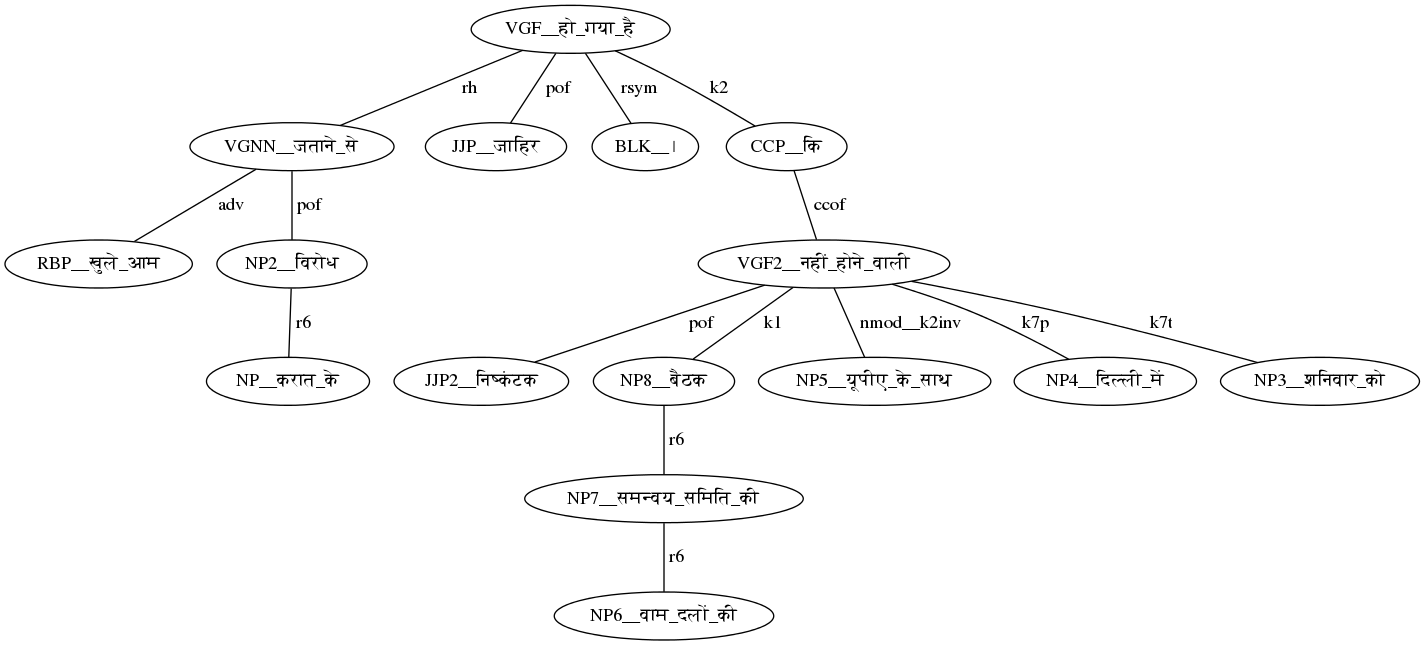 VGF__हो_गया_है
rh pof rsym k2
VGNN__जताने_से JJP__जाहिर BLK__। CCP__कि
adv pof ccof
RBP__खुले_आम NP2__विरोध VGF2__नहीं_होने_वाली
r6 pof k1 nmod__k2inv k7p k7t
NP__करात_के JJP2__निष्कंटक NP8__बैठक NP5__यूपीए_के_साथ NP4__दिल्ली_में NP3__शनिवार_को
r6
NP7__समन्वय_समिति_की
r6
NP6__वाम_दलों_की